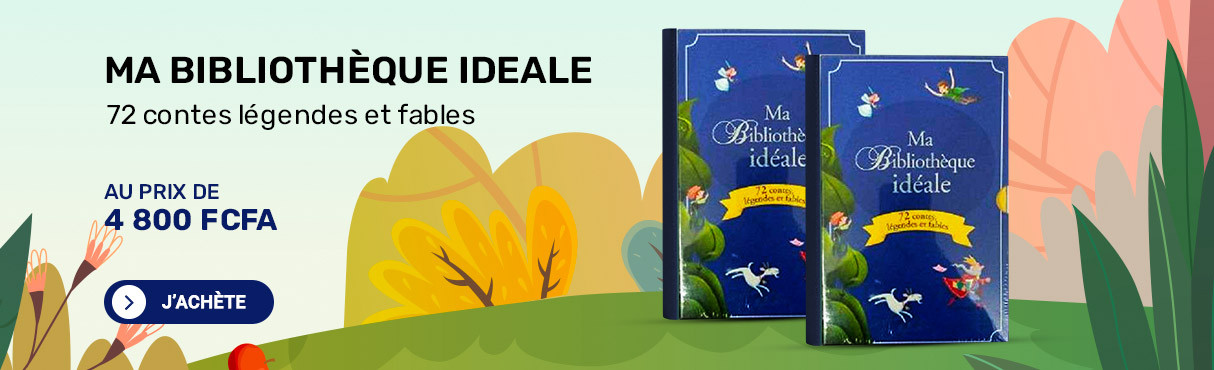 MA BIBLIOTHÈQUE IDEALE
72 contes légendes et fables
AU PRIX DE
4 800 FCFA
J'ACHÈTE
Ma
Bibliothè
idéale
72 contes,
légendes et fables
Ma
Bibliothèque
idéale
72 contes,
légendes et fables